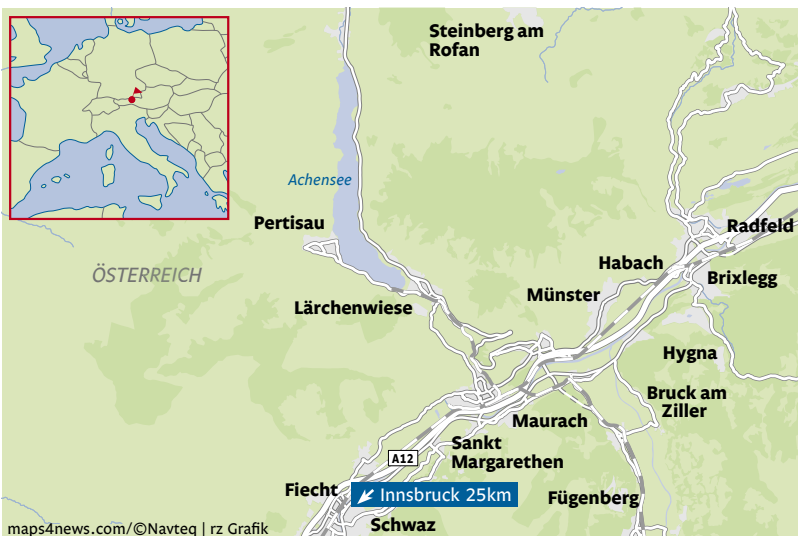 Steinberg am
Rofan
Achensee
Pertisau
Radfeld
Habach
ÖSTERREICH
Brixlegg
Münster
Lärchenwiese
Hygna
Bruck am
Ziller
Maurach
Sankt
Margarethen
A12
Fiecht
Innsbruck 25km
Fügenberg
Schwaz
maps4news.com/©Navteq | rz Grafik